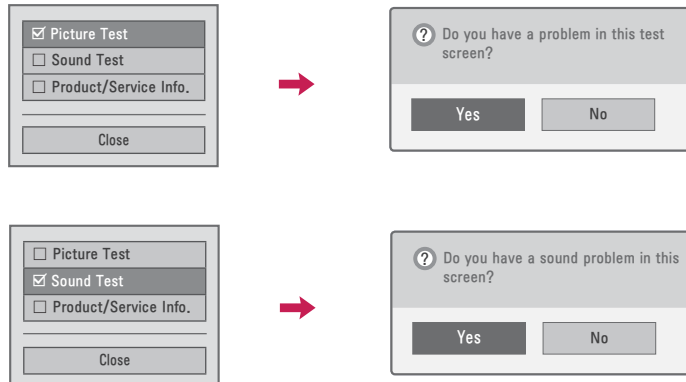 ☑ Picture Test
☐ Sound Test
☐ Product/Service Info.
Close
? Do you have a problem in this test
screen?
Yes No
☐ Picture Test
☑ Sound Test
☐ Product/Service Info.
Close
? Do you have a sound problem in this
screen?
Yes No